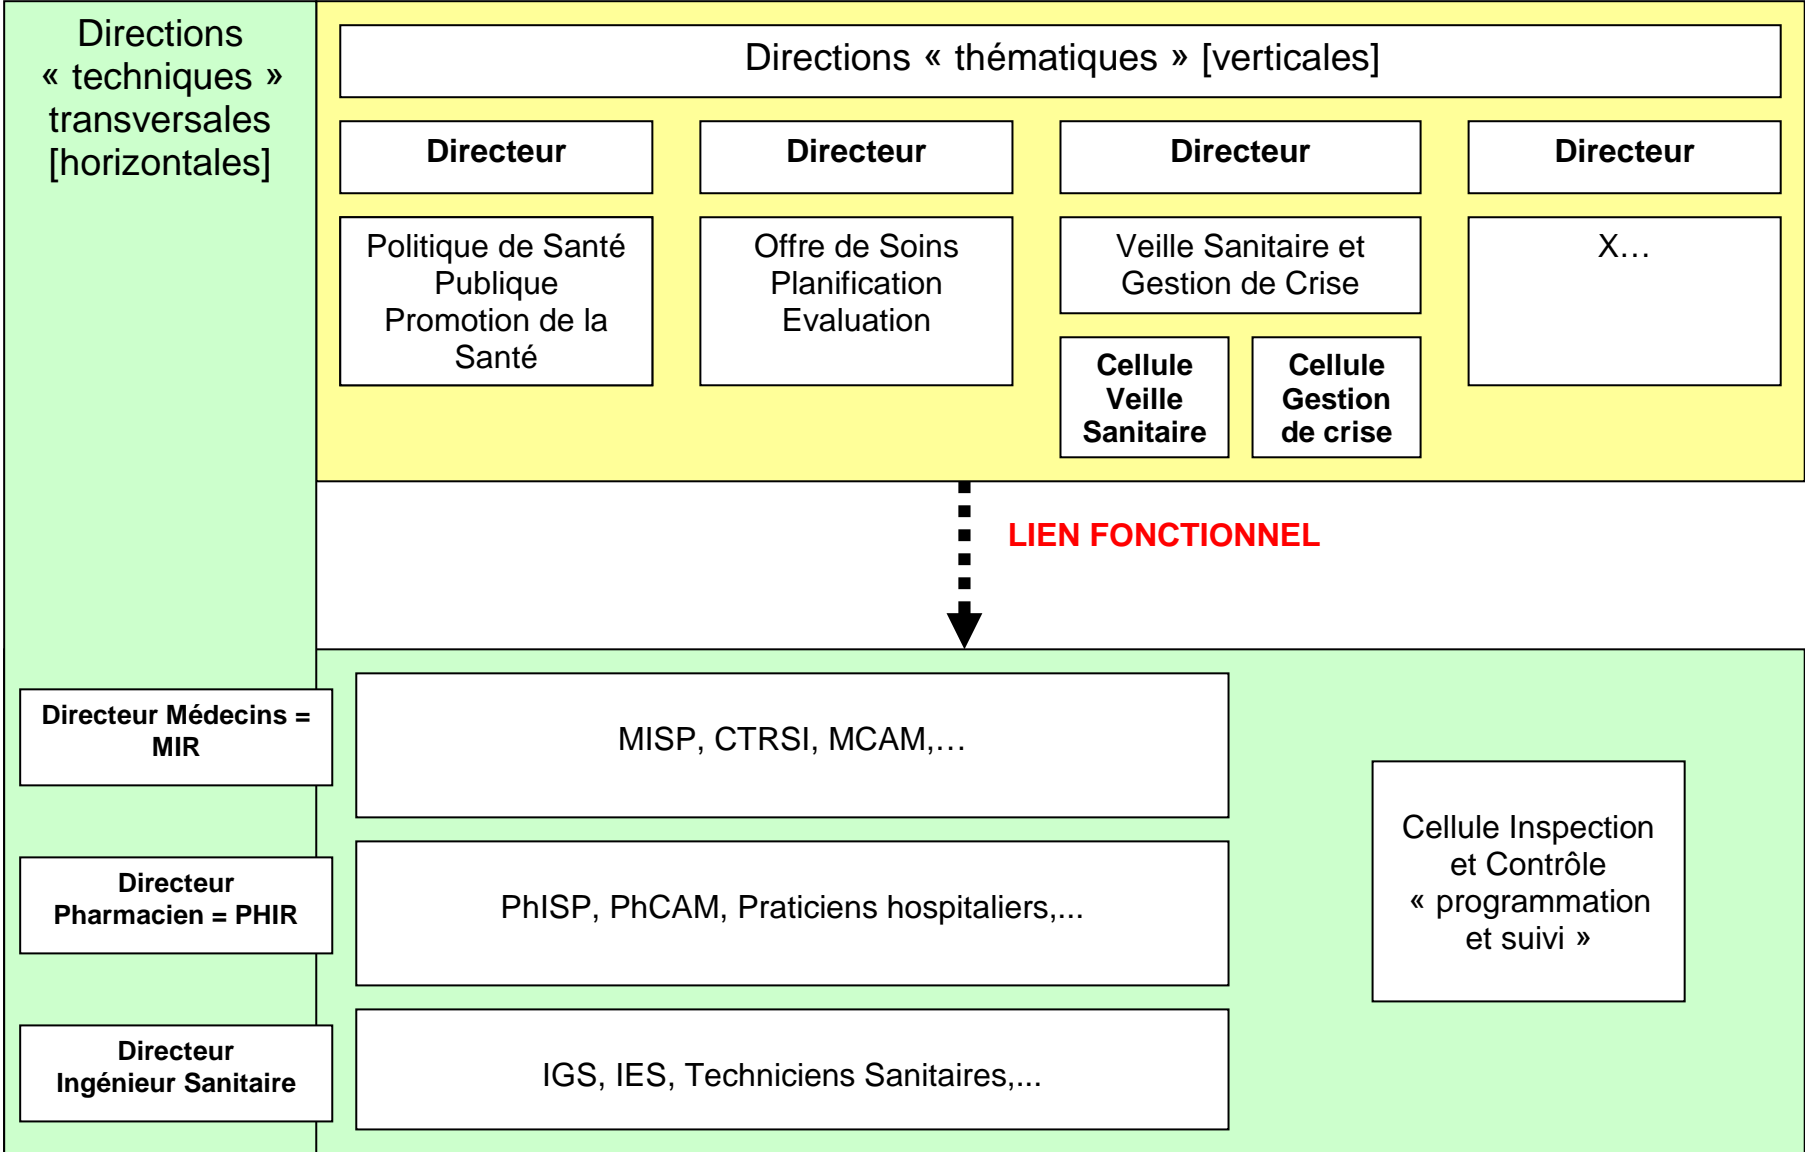 Directions
« techniques »
transversales
[horizontales]
Directions « thématiques » [verticales]
Directeur
Directeur
Directeur
Directeur
Politique de Santé
Publique
Promotion de la
Santé
Offre de Soins
Planification
Evaluation
Veille Sanitaire et
Gestion de Crise
X…
Cellule
Veille
Sanitaire
Cellule
Gestion
de crise
LIEN FONCTIONNEL
Directeur Médecins =
MIR
MISP, CTRSI, MCAM,…
Directeur
Pharmacien = PHIR
PhISP, PhCAM, Praticiens hospitaliers,...
Cellule Inspection
et Contrôle
« programmation
et suivi »
Directeur
Ingénieur Sanitaire
IGS, IES, Techniciens Sanitaires,...